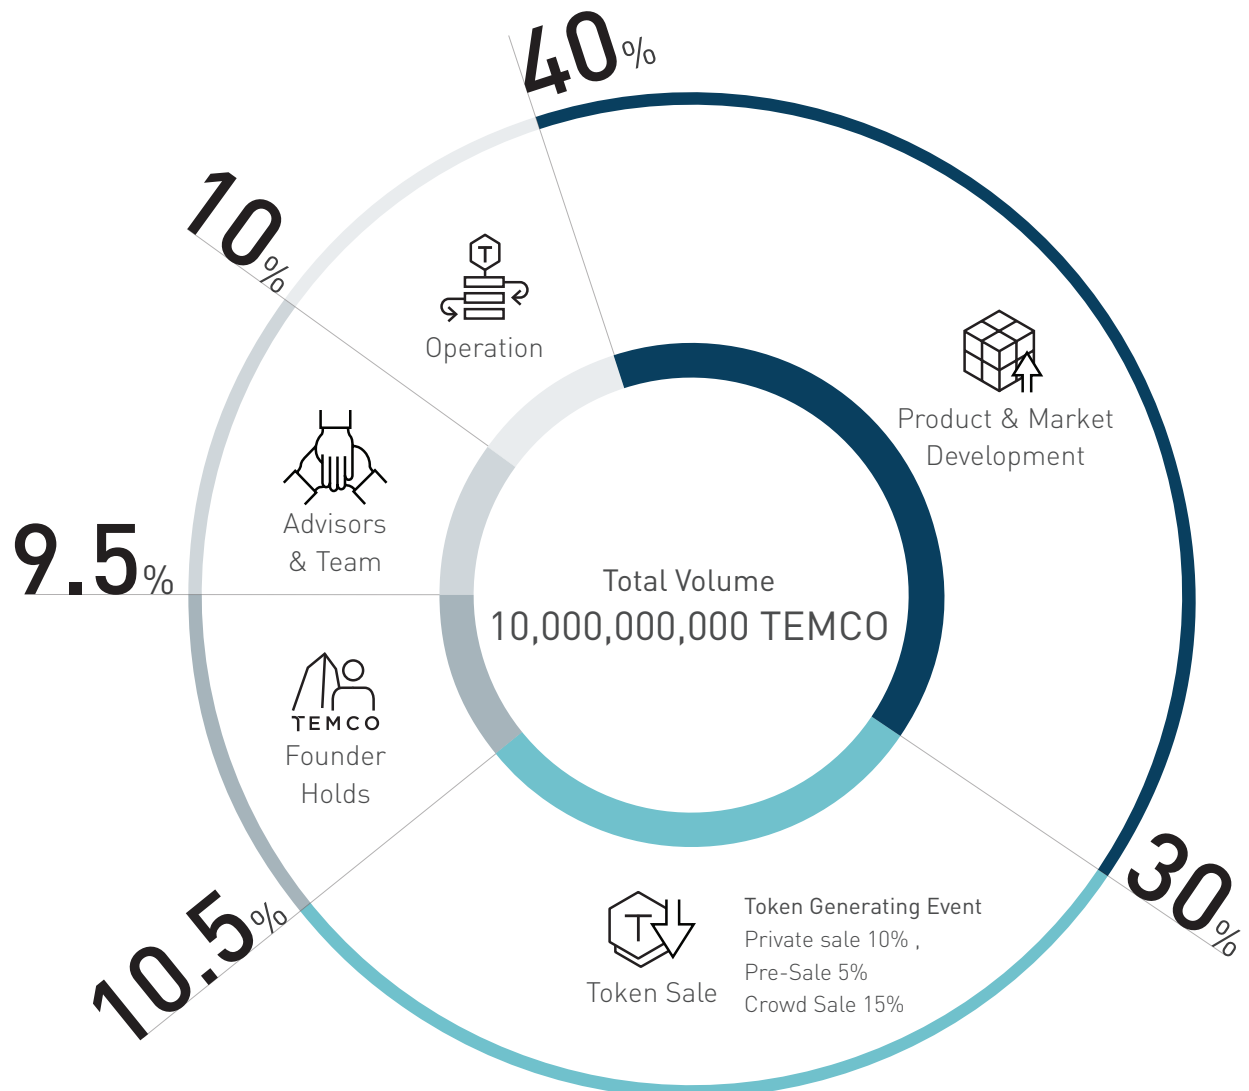 40%
10%
Operation
Product & Market
Development
Advisors
& Team
9.5%
Total Volume
10,000,000,000 TEMCO
TEMCO
Founder
Holds
30%
10.5%
Token Sale
Token Generating Event
Private sale 10% ,
Pre-Sale 5%
Crowd Sale 15%
T
T